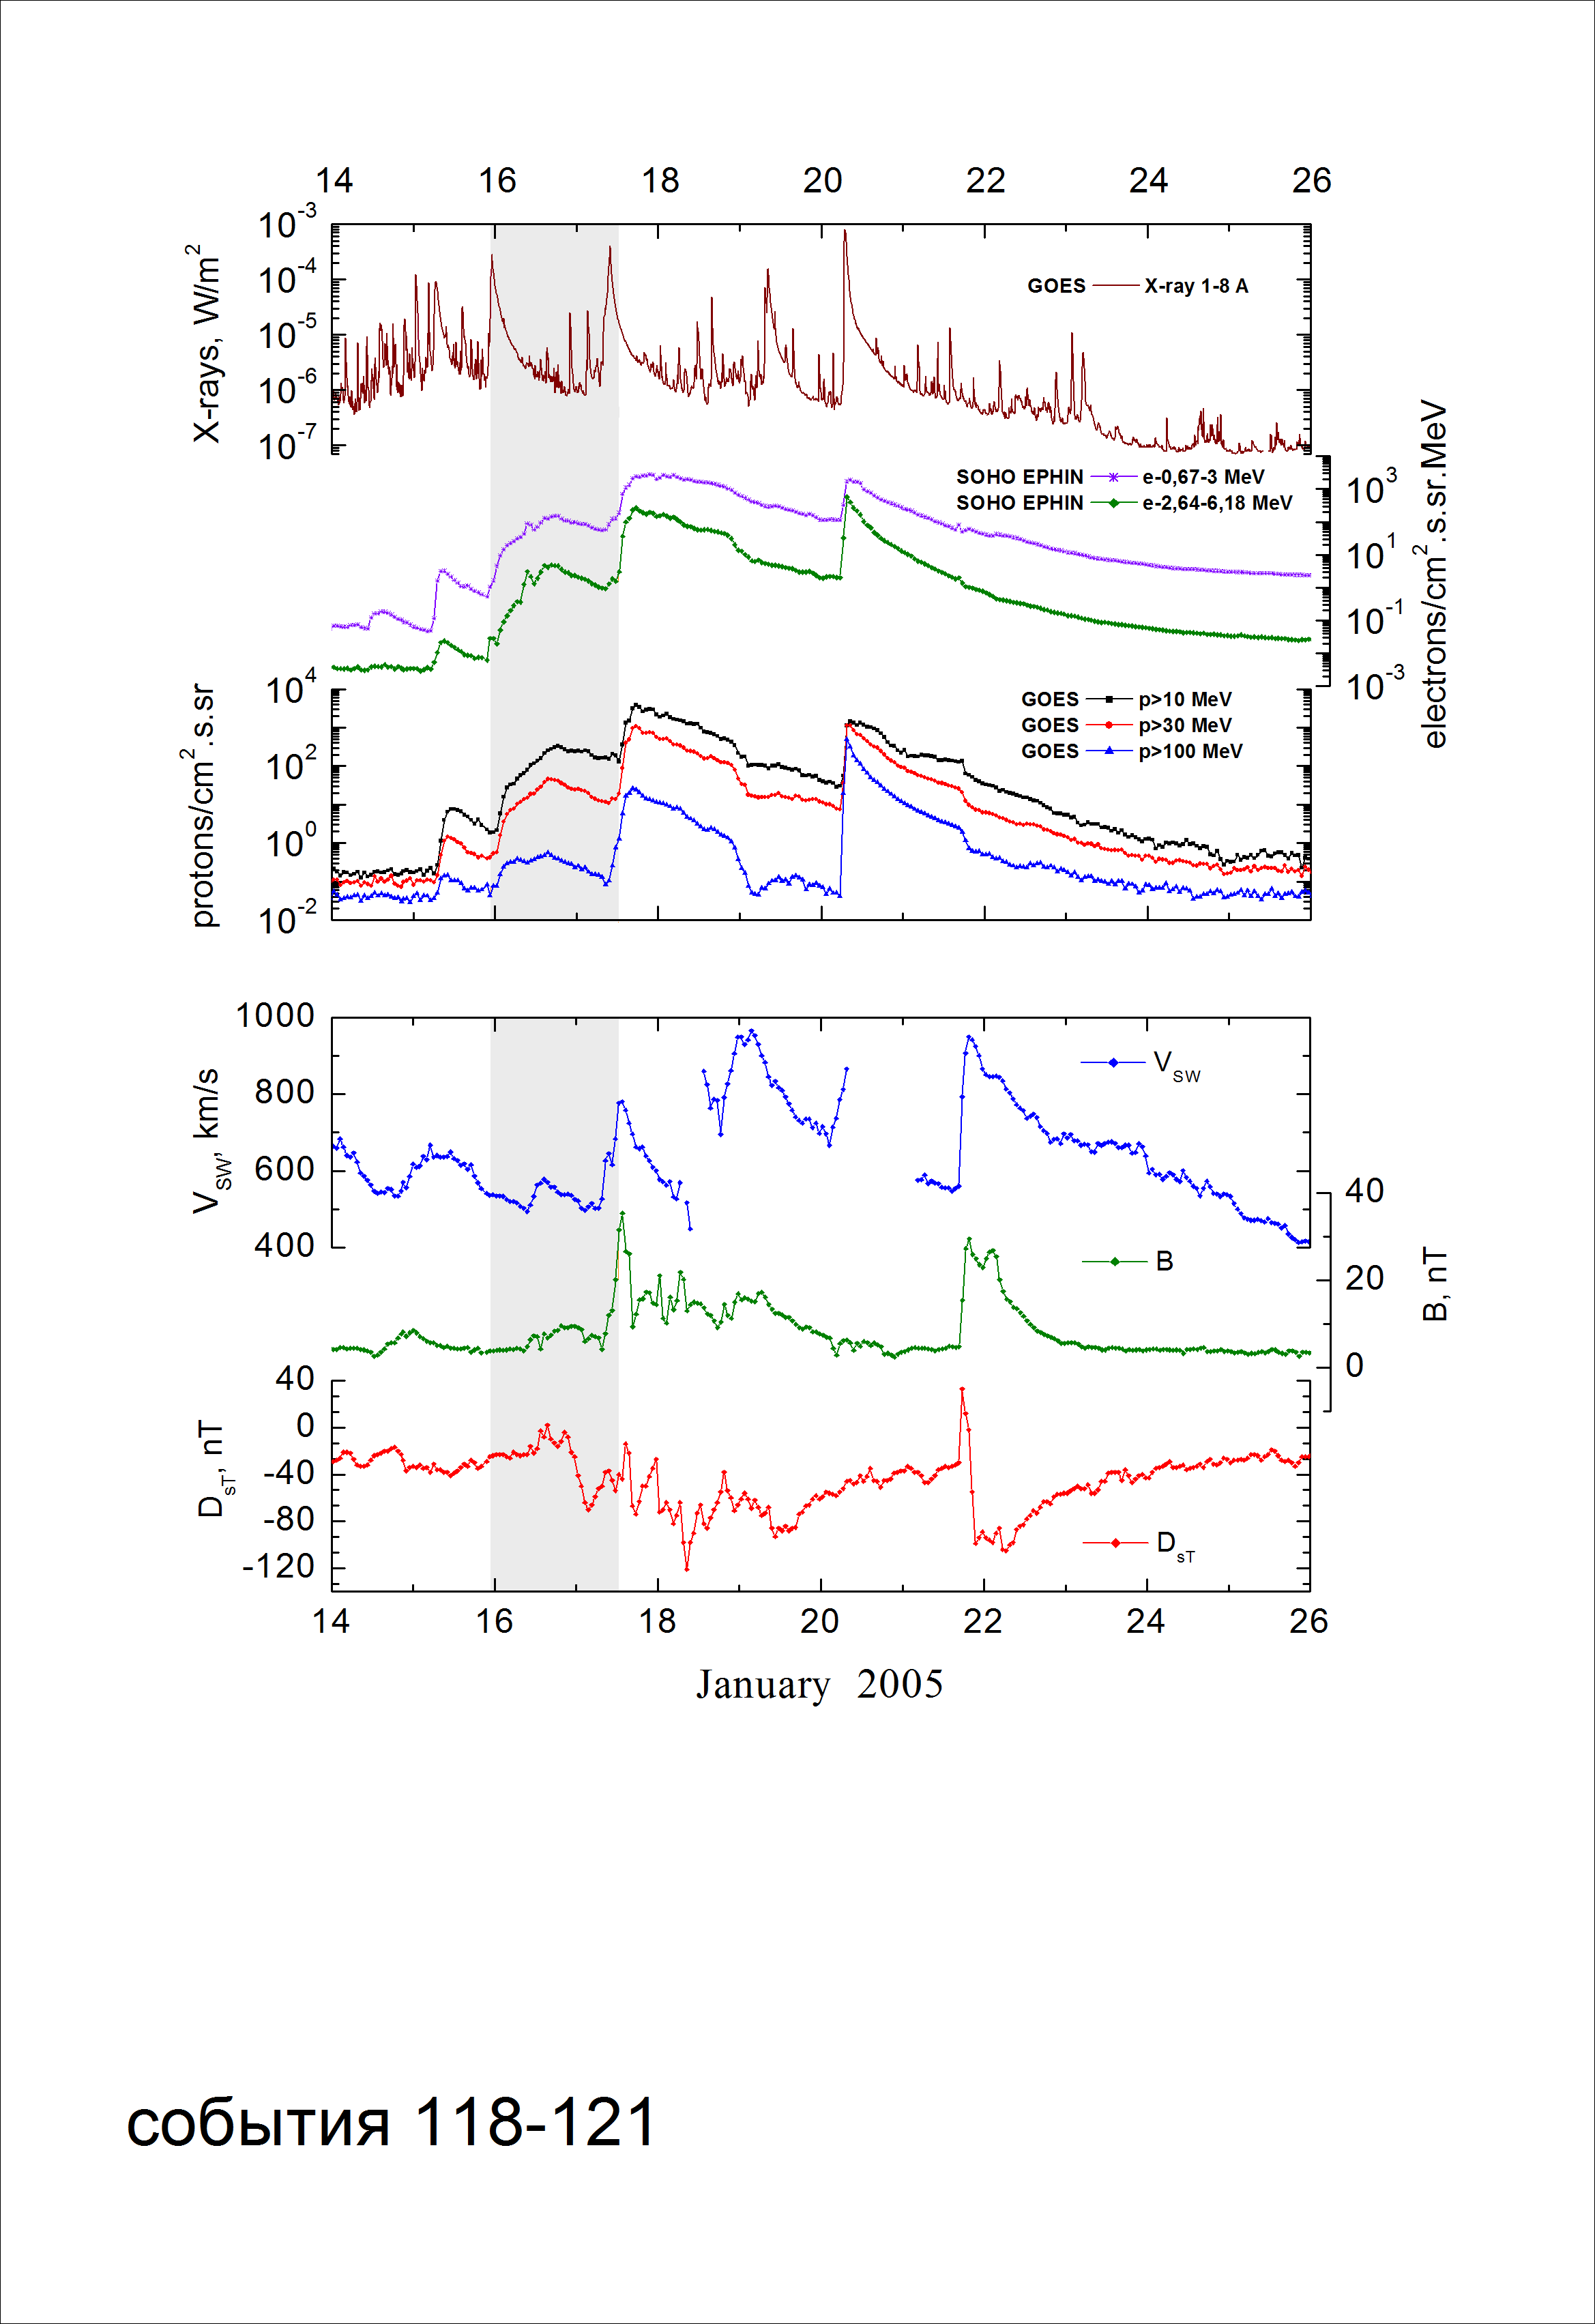 14 16 18 20 22 24 26
X-rays, W/m²
10⁻³
10⁻⁴
10⁻⁵
10⁻⁶
10⁻⁷
GOES X-ray 1-8 A
SOHO EPHIN e-0,67-3 MeV
SOHO EPHIN e-2,64-6,18 MeV
electrons/cm².s.sr.MeV
10³
10¹
10⁻¹
10⁻³
protons/cm².s.sr
10⁴
10²
10⁰
10⁻²
GOES p>10 MeV
GOES p>30 MeV
GOES p>100 MeV
V_SW, km/s
1000
800
600
400
V_SW
B, nT
40
20
0
B
D_sT, nT
40
0
-40
-80
-120
D_sT
14 16 18 20 22 24 26
January 2005
события 118-121